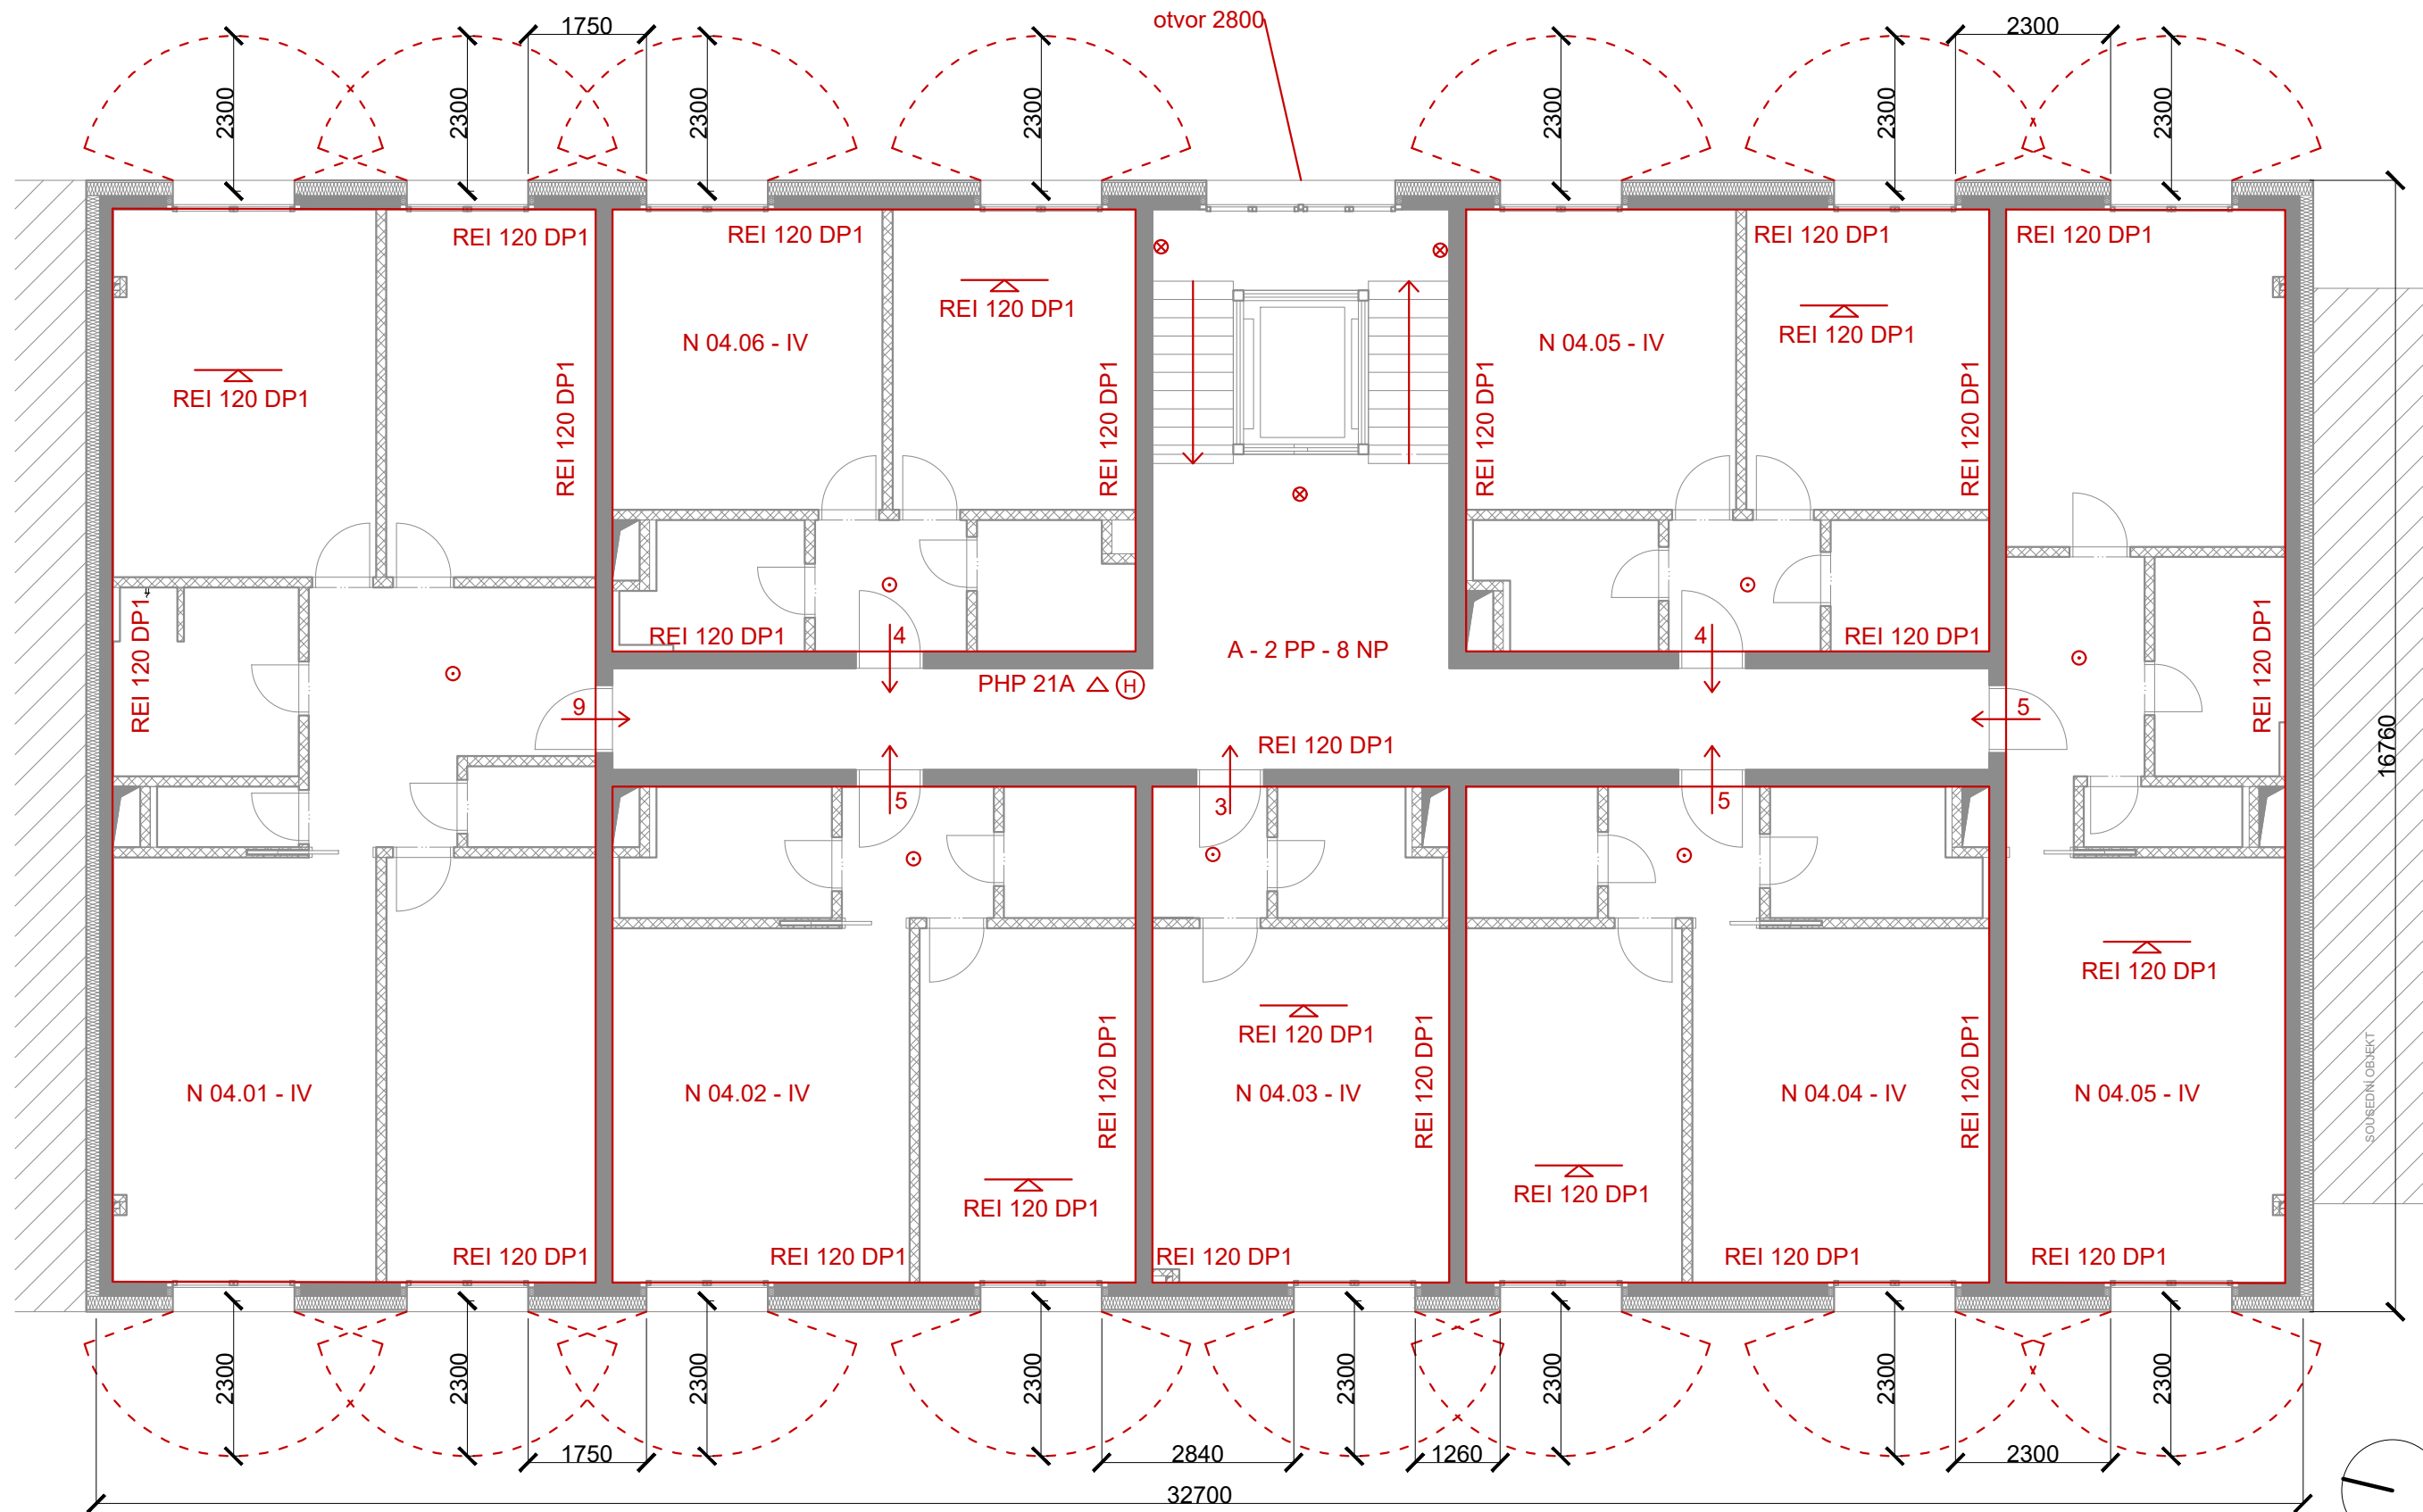 otvor 2800
1750
2300
2300
2300
2300
2300
2300
2300
2300
2300
REI 120 DP1
REI 120 DP1
REI 120 DP1
REI 120 DP1
REI 120 DP1
REI 120 DP1
N 04.06 - IV
N 04.05 - IV
REI 120 DP1
REI 120 DP1
REI 120 DP1
REI 120 DP1
REI 120 DP1
REI 120 DP1
REI 120 DP1
REI 120 DP1
REI 120 DP1
4
4
REI 120 DP1
REI 120 DP1
A - 2 PP - 8 NP
PHP 21A
H
9
5
REI 120 DP1
16760
5
3
5
REI 120 DP1
REI 120 DP1
REI 120 DP1
REI 120 DP1
REI 120 DP1
N 04.01 - IV
N 04.02 - IV
N 04.03 - IV
N 04.04 - IV
N 04.05 - IV
SOUSEDNÍ OBJEKT
REI 120 DP1
REI 120 DP1
REI 120 DP1
REI 120 DP1
REI 120 DP1
REI 120 DP1
REI 120 DP1
2300
2300
2300
2300
2300
2300
2300
2300
1750
2840
1260
2300
32700